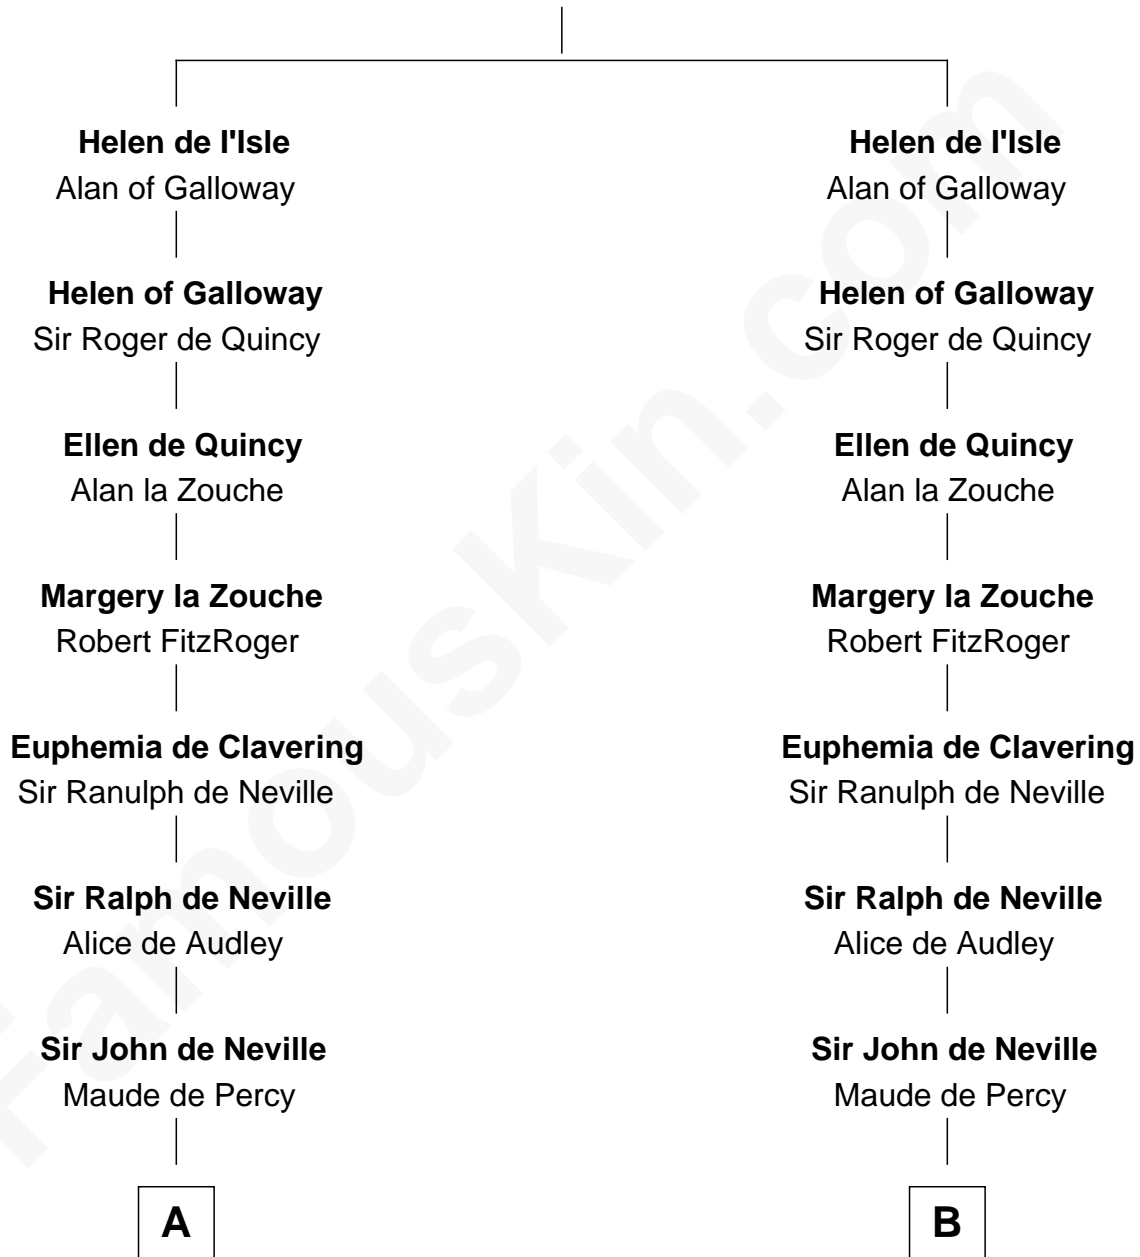 Helen de l'Isle
Alan of Galloway
Helen of Galloway
Sir Roger de Quincy
Ellen de Quincy
Alan la Zouche
Margery la Zouche
Robert FitzRoger
Euphemia de Clavering
Sir Ranulph de Neville
Sir Ralph de Neville
Alice de Audley
Sir John de Neville
Maude de Percy
A
Helen de l'Isle
Alan of Galloway
Helen of Galloway
Sir Roger de Quincy
Ellen de Quincy
Alan la Zouche
Margery la Zouche
Robert FitzRoger
Euphemia de Clavering
Sir Ranulph de Neville
Sir Ralph de Neville
Alice de Audley
Sir John de Neville
Maude de Percy
B
FamousKin.com